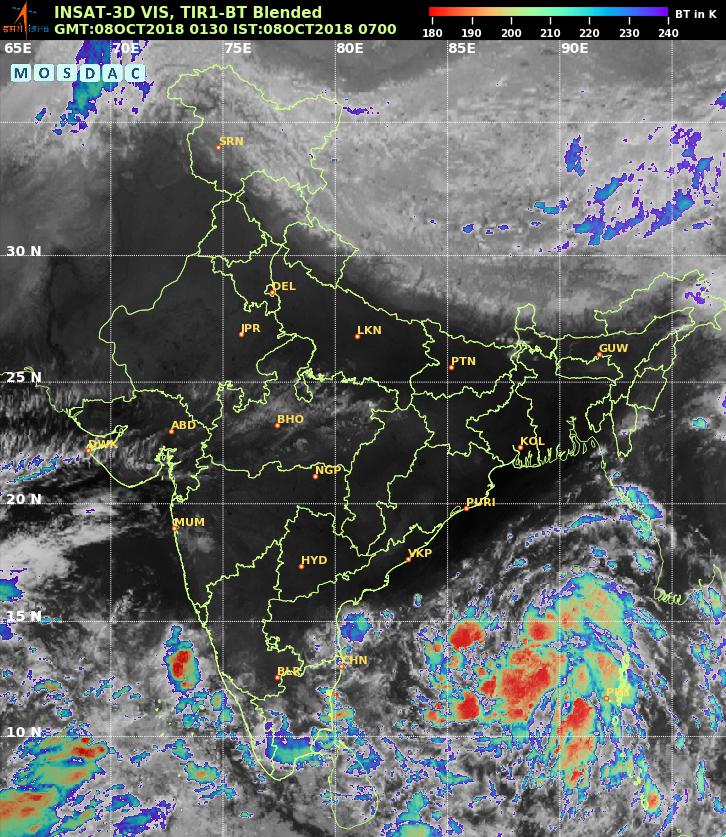 INSAT-3D VIS, TIR1-BT Blended
GMT:08OCT2018 0130 IST:08OCT2018 0700
BT in K
180 190 200 210 220 230 240
65E 70E 75E 80E 85E 90E
M O S D A C
SRN
30 N
DEL
JPR
LKN
GUW
PTN
25 N
BHO
ABD
KOL
DWK
NGP
20 N
PURI
MUM
VKP
HYD
15 N
CHN
BLR
10 N